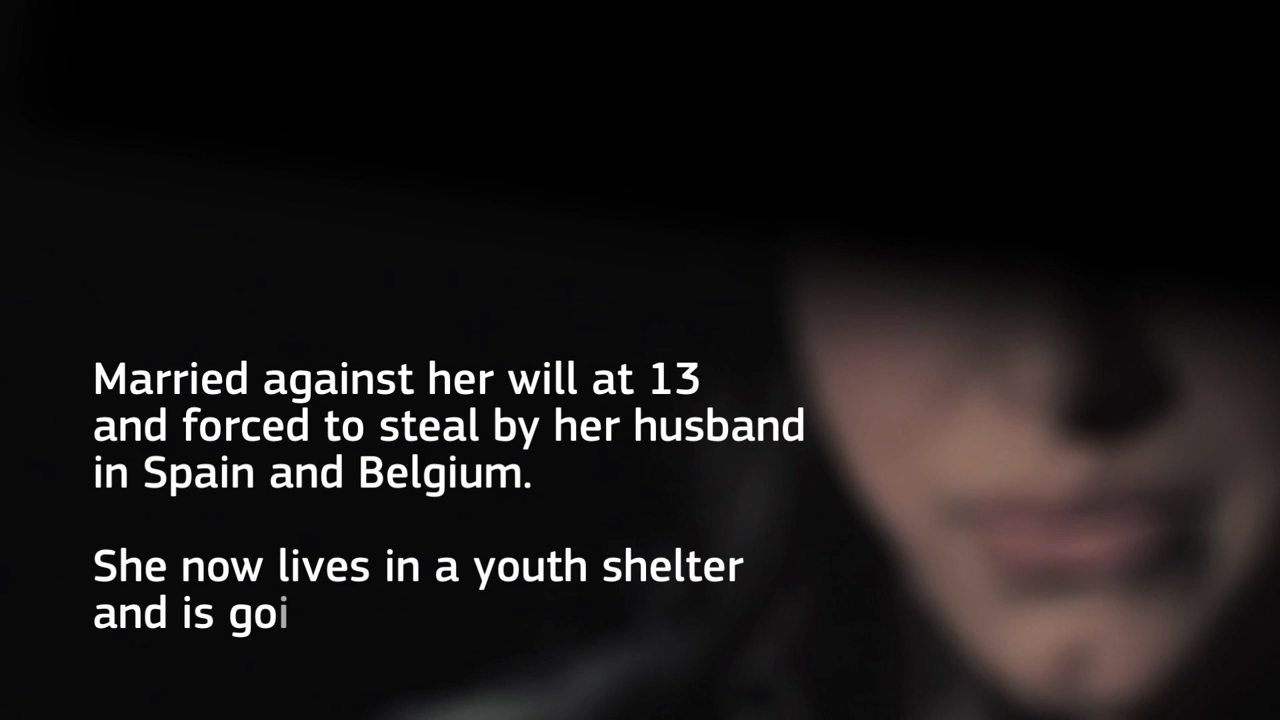 Married against her will at 13
and forced to steal by her husband
in Spain and Belgium.
She now lives in a youth shelter
and is goi